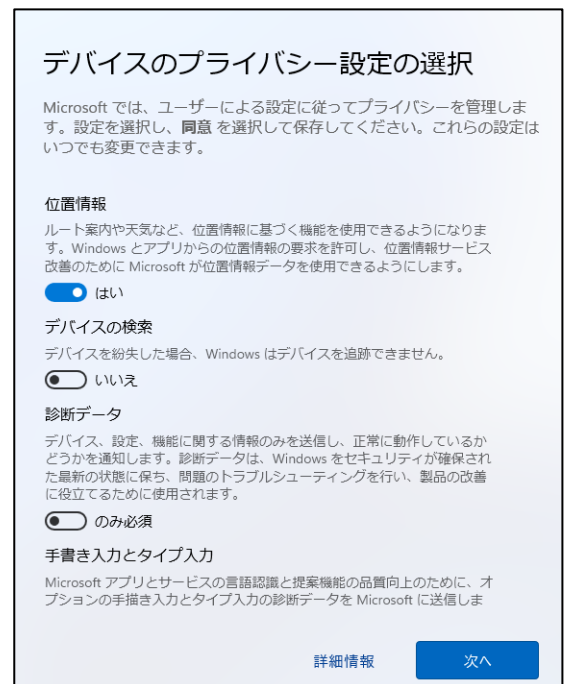 デバイスのプライバシー設定の選択
Microsoft では、ユーザーによる設定に従ってプライバシーを管理しま
す。設定を選択し、同意 を選択して保存してください。これらの設定は
いつでも変更できます。
位置情報
ルート案内や天気など、位置情報に基づく機能を使用できるようになりま
す。Windows とアプリからの位置情報の要求を許可し、位置情報サービス
改善のために Microsoft が位置情報データを使用できるようにします。
はい
デバイスの検索
デバイスを紛失した場合、Windows はデバイスを追跡できません。
いいえ
診断データ
デバイス、設定、機能に関する情報のみを送信し、正常に動作しているか
どうかを通知します。診断データは、Windows をセキュリティが確保され
た最新の状態に保ち、問題のトラブルシューティングを行い、製品の改善
に役立てるために使用されます。
のみ必須
手書き入力とタイプ入力
Microsoft アプリとサービスの言語認識と提案機能の品質向上のために、オ
プションの手描き入力とタイプ入力の診断データを Microsoft に送信しま
詳細情報
次へ